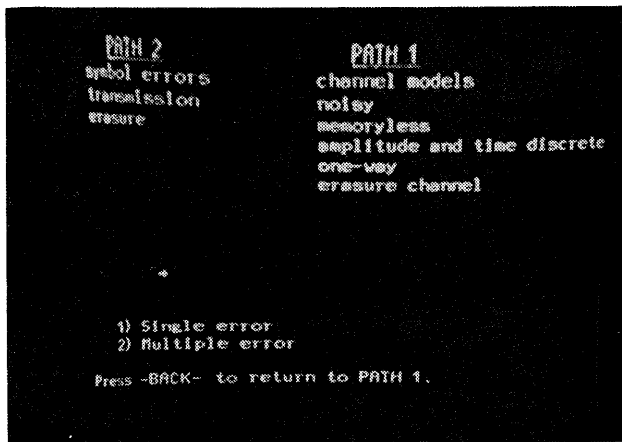 PATH 2
symbol errors
transmission
erasure
PATH 1
channel models
noisy
memoryless
amplitude and time discrete
one-way
erasure channel
1) Single error
2) Multiple error
Press -BACK- to return to PATH 1.